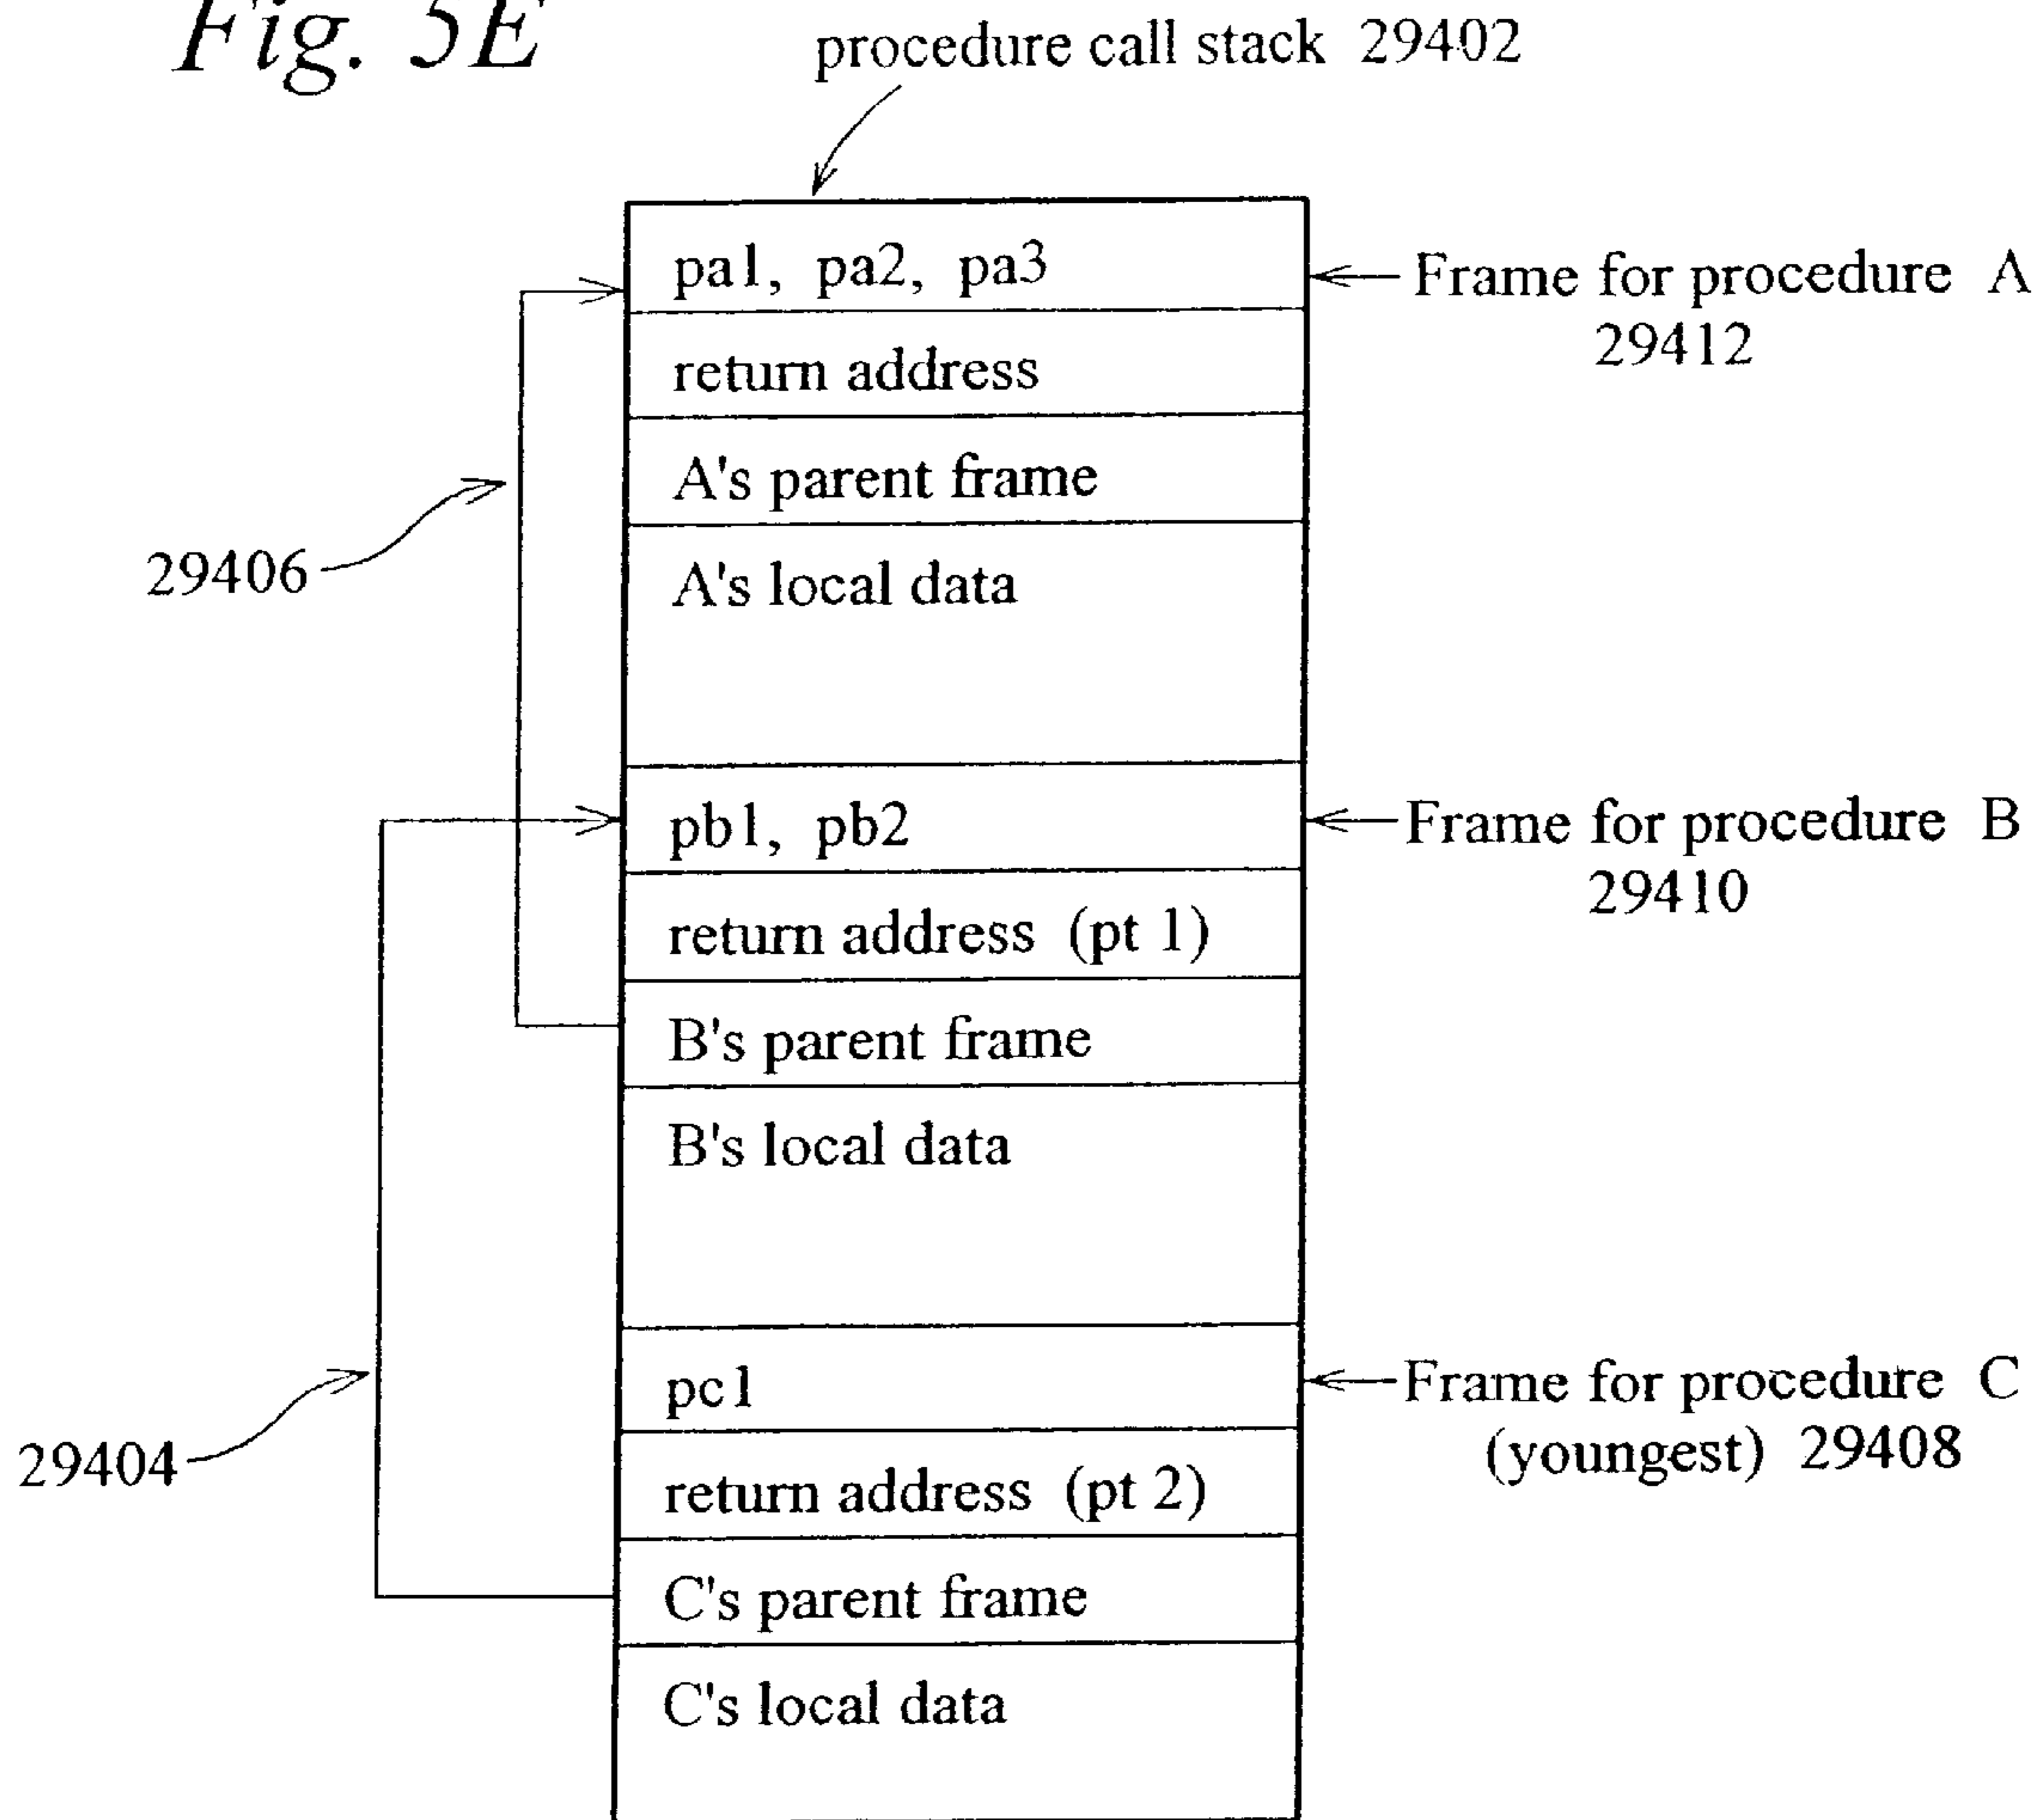 Fig. 5E
procedure call stack 29402
pa1, pa2, pa3
Frame for procedure A
29412
return address
A's parent frame
29406
A's local data
pb1, pb2
Frame for procedure B
29410
return address (pt 1)
B's parent frame
B's local data
pc1
Frame for procedure C
(youngest) 29408
29404
return address (pt 2)
C's parent frame
C's local data